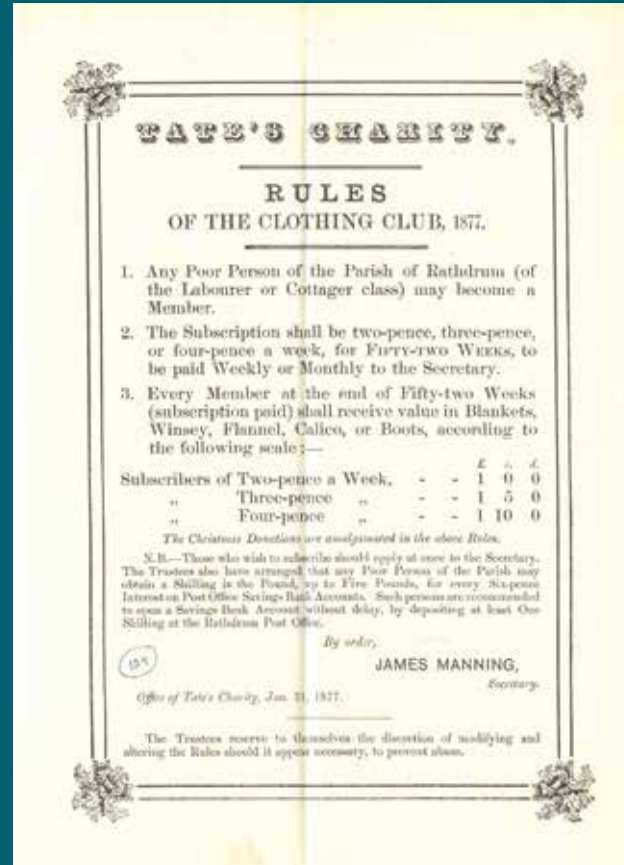 TATE'S CHARITY.
RULES
OF THE CLOTHING CLUB, 1877.
1. Any Poor Person of the Parish of Rathdrum (of
the Labourer or Cottager class) may become a
Member.
2. The Subscription shall be two-pence, three-pence,
or four-pence a week, for FIFTY-TWO WEEKS, to
be paid Weekly or Monthly to the Secretary.
3. Every Member at the end of Fifty-two Weeks
(subscription paid) shall receive value in Blankets,
Winsey, Flannel, Calico, or Boots, according to
the following scale :—
£ s. d.
Subscribers of Two-pence a Week, - - 1 0 0
„ Three-pence „ - - 1 5 0
„ Four-pence „ - - 1 10 0
The Christmas Donations are amalgamated in the above Rules.
N.B.—Those who wish to subscribe should apply at once to the Secretary.
The Trustees also have arranged that any Poor Person of the Parish may
obtain a Shilling in the Pound, up to Five Pounds, for every Sixpence
Interest on Post Office Savings Bank Accounts. Such persons are recommended
to open a Savings Bank Account without delay, by depositing at least One
Shilling at the Rathdrum Post Office.
By order,
JAMES MANNING,
Secretary.
Office of Tate's Charity, Jan. 31, 1877.
The Trustees reserve to themselves the discretion of modifying and
altering the Rules should it appear necessary, to prevent abuse.